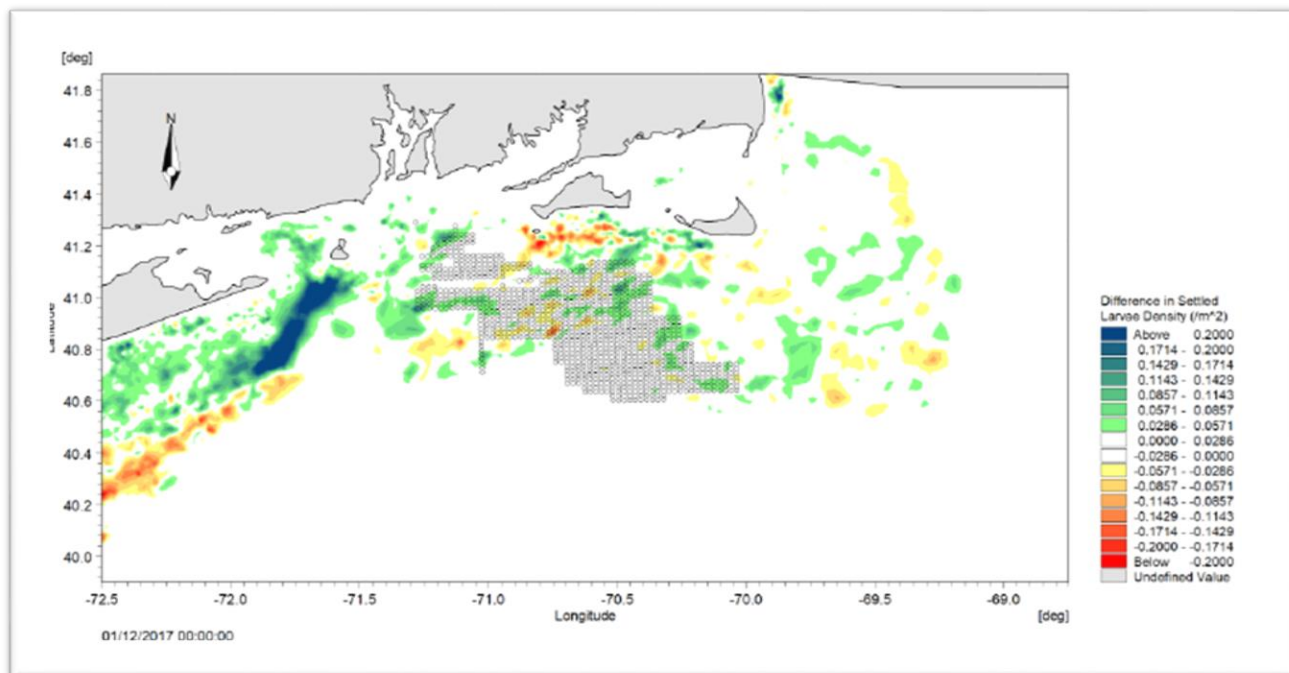 [deg]
N
41.8
41.6
41.4
41.2
41.0
40.8
40.6
40.4
40.2
40.0
-72.5 -72.0 -71.5 -71.0 -70.5 -70.0 -69.5 -69.0
Longitude [deg]
01/12/2017 00:00:00
Difference in Settled
Larvae Density (/m^2)
Above 0.2000
0.1714 - 0.2000
0.1429 - 0.1714
0.1143 - 0.1429
0.0857 - 0.1143
0.0571 - 0.0857
0.0286 - 0.0571
0.0000 - 0.0286
-0.0286 - 0.0000
-0.0571 - -0.0286
-0.0857 - -0.0571
-0.1143 - -0.0857
-0.1429 - -0.1143
-0.1714 - -0.1429
-0.2000 - -0.1714
Below -0.2000
Undefined Value